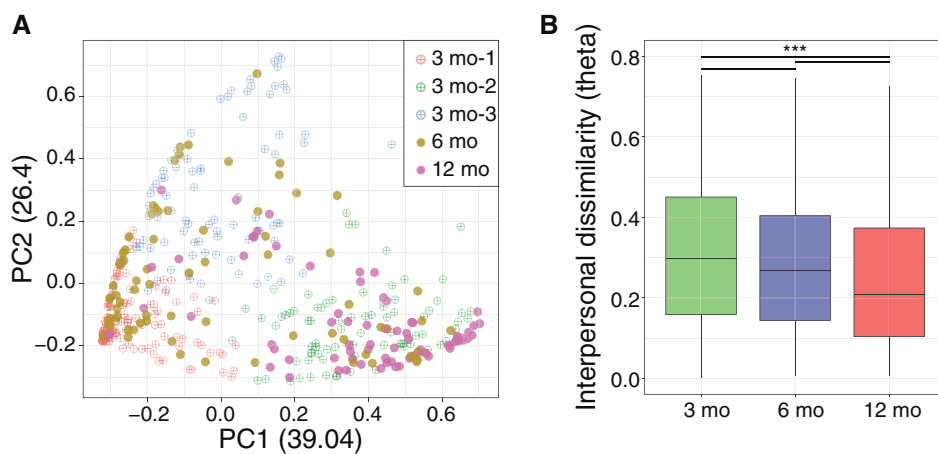 A
PC2 (26.4)
0.6
0.4
0.2
0.0
−0.2
−0.2
0.0
0.2
0.4
0.6
PC1 (39.04)
3 mo-1
3 mo-2
3 mo-3
6 mo
12 mo
B
Interpersonal dissimilarity (theta)
0.8
0.6
0.4
0.2
0.0
***
3 mo
6 mo
12 mo